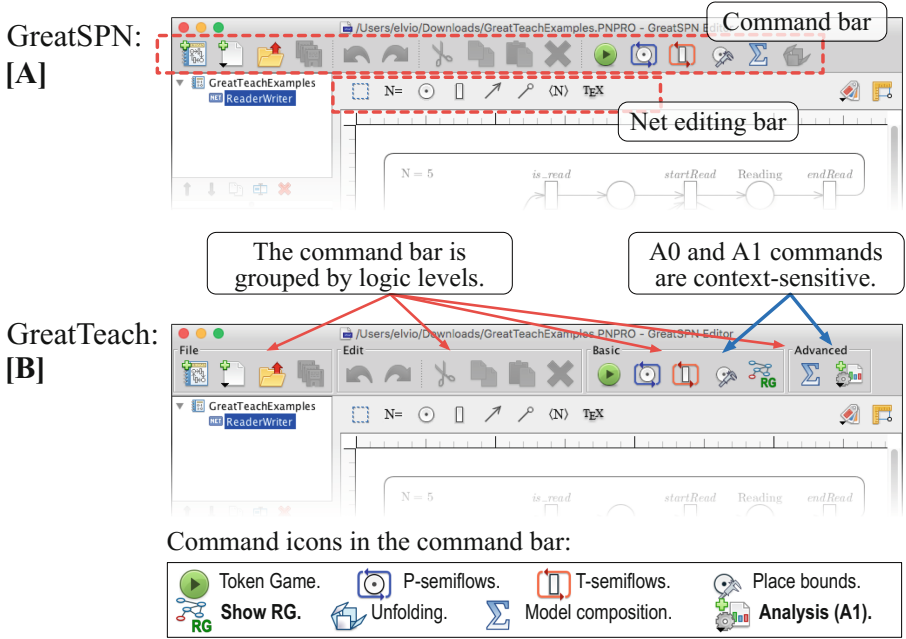 GreatSPN:
[A]
/Users/elvio/Downloads/GreatTeachExamples.PNPRO - GreatSPN Editor
Command bar
GreatTeachExamples
NET ReaderWriter
N= ⟨N⟩ TEX
Net editing bar
N = 5 is_read startRead Reading endRead
The command bar is
grouped by logic levels.
A0 and A1 commands
are context-sensitive.
GreatTeach:
[B]
/Users/elvio/Downloads/GreatTeachExamples.PNPRO - GreatSPN Editor
File Edit Basic Advanced
RG
GreatTeachExamples
NET ReaderWriter
N= ⟨N⟩ TEX
N = 5 is_read startRead Reading endRead
Command icons in the command bar:
Token Game. P-semiflows. T-semiflows. Place bounds.
RG Show RG. Unfolding. Model composition. Analysis (A1).